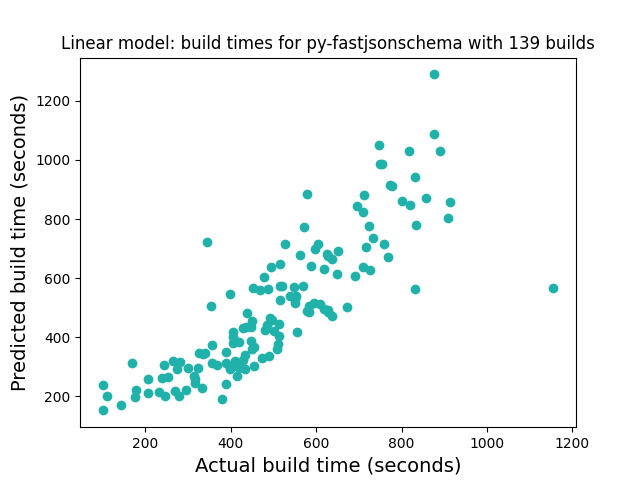 Linear model: build times for py-fastjsonschema with 139 builds
Predicted build time (seconds)
1200
1000
800
600
400
200
200 400 600 800 1000 1200
Actual build time (seconds)